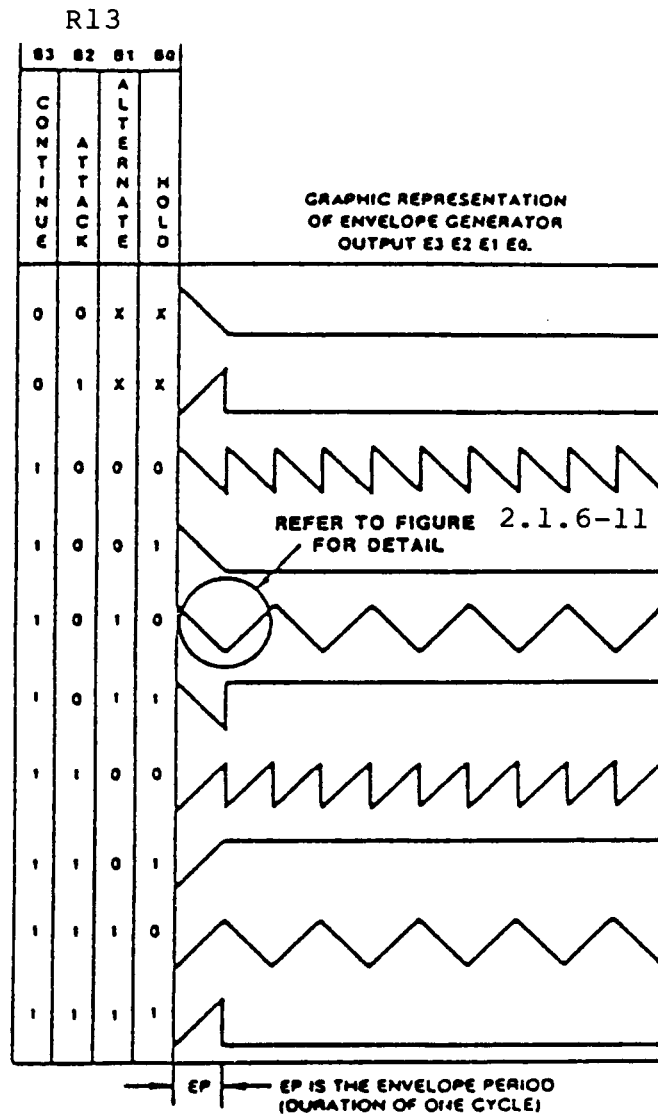 R13
B3 B2 B1 B0
CONTINUE
ATTACK
ALTERNATE
HOLD
GRAPHIC REPRESENTATION
OF ENVELOPE GENERATOR
OUTPUT E3 E2 E1 E0.
0 0 X X
0 1 X X
1 0 0 0
REFER TO FIGURE 2.1.6-11
FOR DETAIL
1 0 0 1
1 0 1 0
1 0 1 1
1 1 0 0
1 1 0 1
1 1 1 0
1 1 1 1
EP
EP IS THE ENVELOPE PERIOD
(DURATION OF ONE CYCLE)